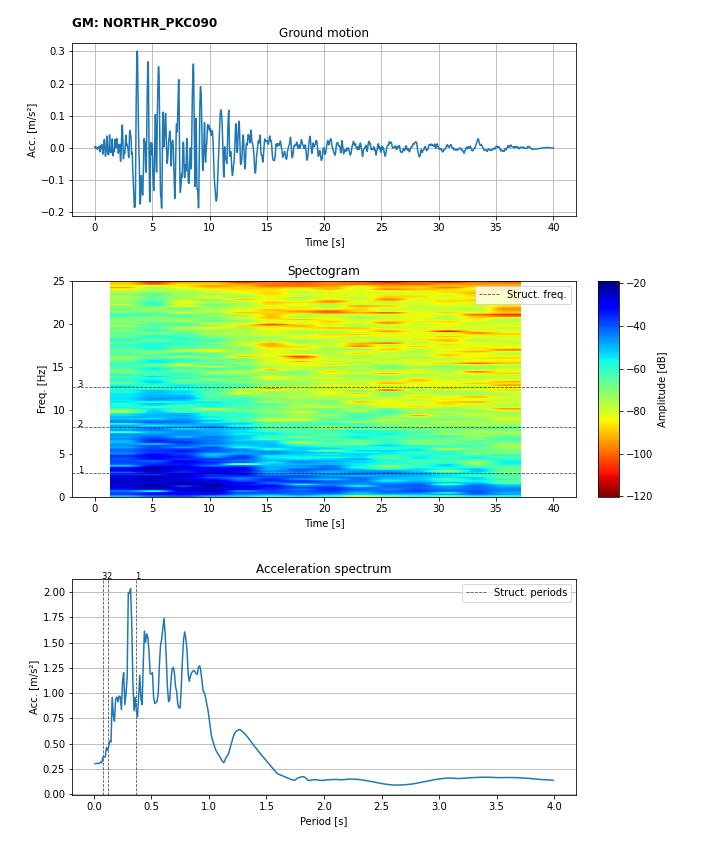 GM: NORTHR_PKC090
Ground motion
Acc. [m/s²]
0.3
0.2
0.1
0.0
−0.1
−0.2
0 5 10 15 20 25 30 35 40
Time [s]
Spectogram
Freq. [Hz]
25
20
15
10
5
0
Struct. freq.
3
2
1
0 5 10 15 20 25 30 35 40
Time [s]
−20
−40
−60
−80
−100
−120
Amplitude [dB]
Acceleration spectrum
32 1
Acc. [m/s²]
2.00
1.75
1.50
1.25
1.00
0.75
0.50
0.25
0.00
Struct. periods
0.0 0.5 1.0 1.5 2.0 2.5 3.0 3.5 4.0
Period [s]